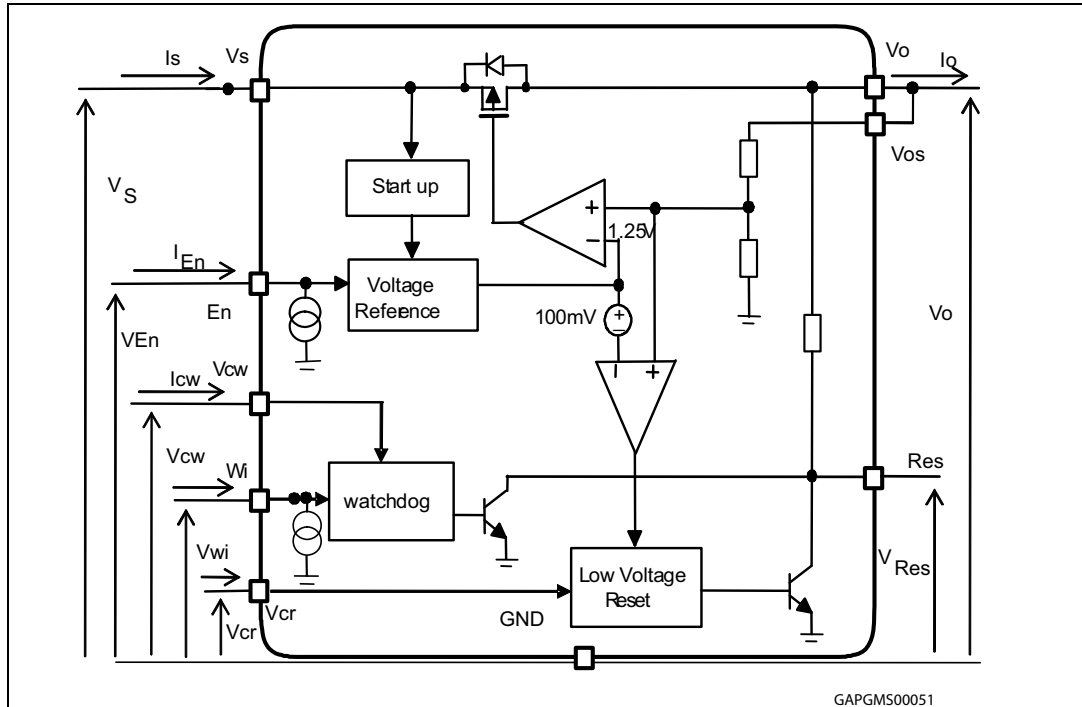 Is
Vs
Vo
Io
Vos
VS
Start up
+
1.25V
−
IEn
Voltage
Reference
En
100mV
+
−
Vo
VEn
Icw
Vcw
−
+
Vcw
Wi
Res
watchdog
Vwi
Low Voltage
Reset
VRes
Vcr
GND
Vcr
GAPGMS00051